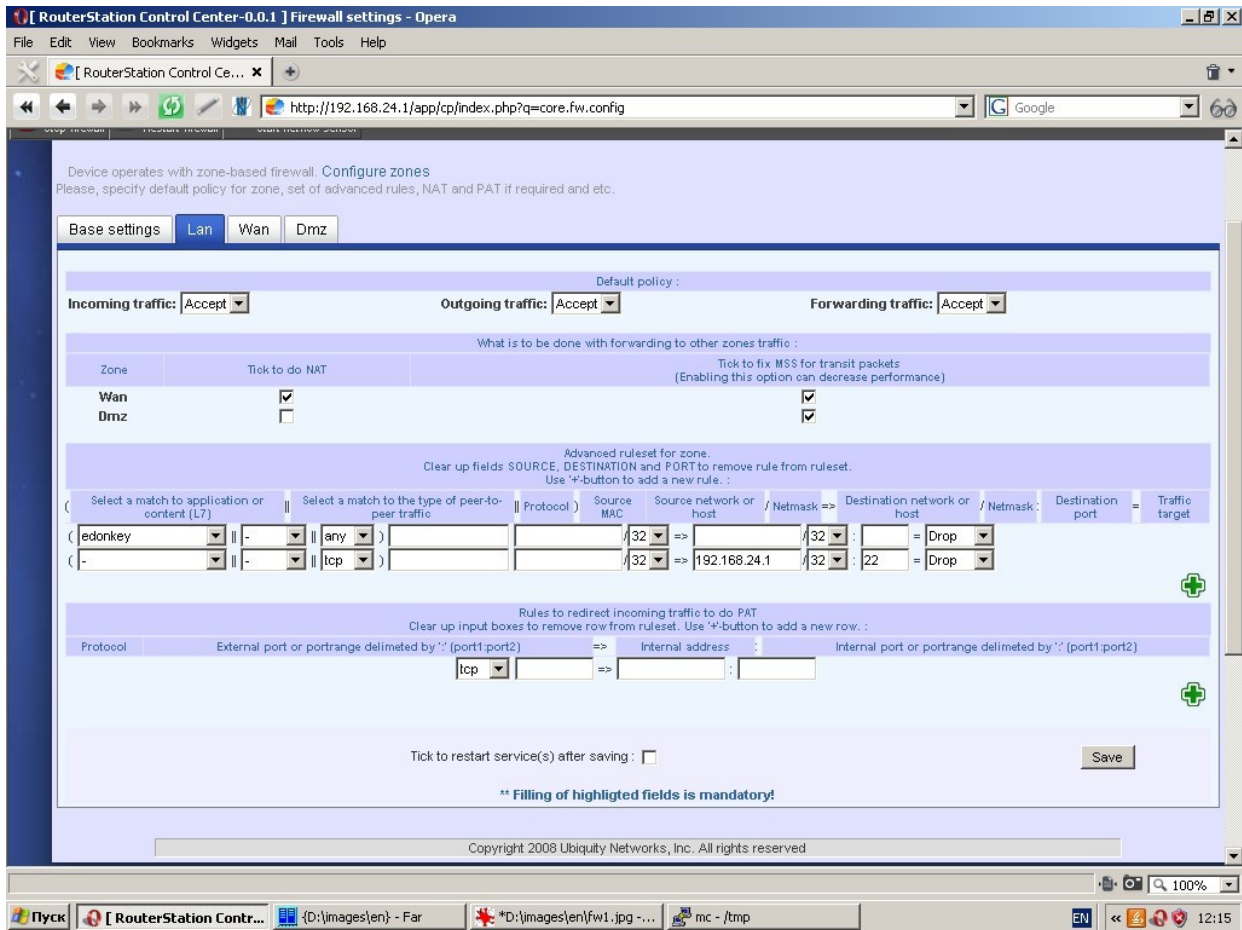 [ RouterStation Control Center-0.0.1 ] Firewall settings - Opera
File Edit View Bookmarks Widgets Mail Tools Help
[ RouterStation Control Ce...
http://192.168.24.1/app/cp/index.php?q=core.fw.config
Google
Stop firewall Restart firewall Start netflow sensor
Device operates with zone-based firewall. Configure zones
Please, specify default policy for zone, set of advanced rules, NAT and PAT if required and etc.
Base settings Lan Wan Dmz
Default policy :
Incoming traffic: Accept Outgoing traffic: Accept Forwarding traffic: Accept
What is to be done with forwarding to other zones traffic :
Zone Tick to do NAT Tick to fix MSS for transit packets
(Enabling this option can decrease performance)
Wan
Dmz
Advanced ruleset for zone.
Clear up fields SOURCE, DESTINATION and PORT to remove rule from ruleset.
Use '+'-button to add a new rule. :
( Select a match to application or content (L7) || Select a match to the type of peer-to-peer traffic || Protocol ) Source MAC Source network or host / Netmask => Destination network or host / Netmask : Destination port = Traffic target
( edonkey || - || any ) /32 => /32 : = Drop
( - || - || tcp ) /32 => 192.168.24.1 /32 : 22 = Drop
Rules to redirect incoming traffic to do PAT
Clear up input boxes to remove row from ruleset. Use '+'-button to add a new row. :
Protocol External port or portrange delimeted by ':' (port1:port2) => Internal address : Internal port or portrange delimeted by ':' (port1:port2)
tcp => :
Tick to restart service(s) after saving : Save
** Filling of highligted fields is mandatory!
Copyright 2008 Ubiquity Networks, Inc. All rights reserved
100%
Пуск [ RouterStation Contr... {D:\images\en} - Far *D:\images\en\fw1.jpg -... mc - /tmp EN « 12:15